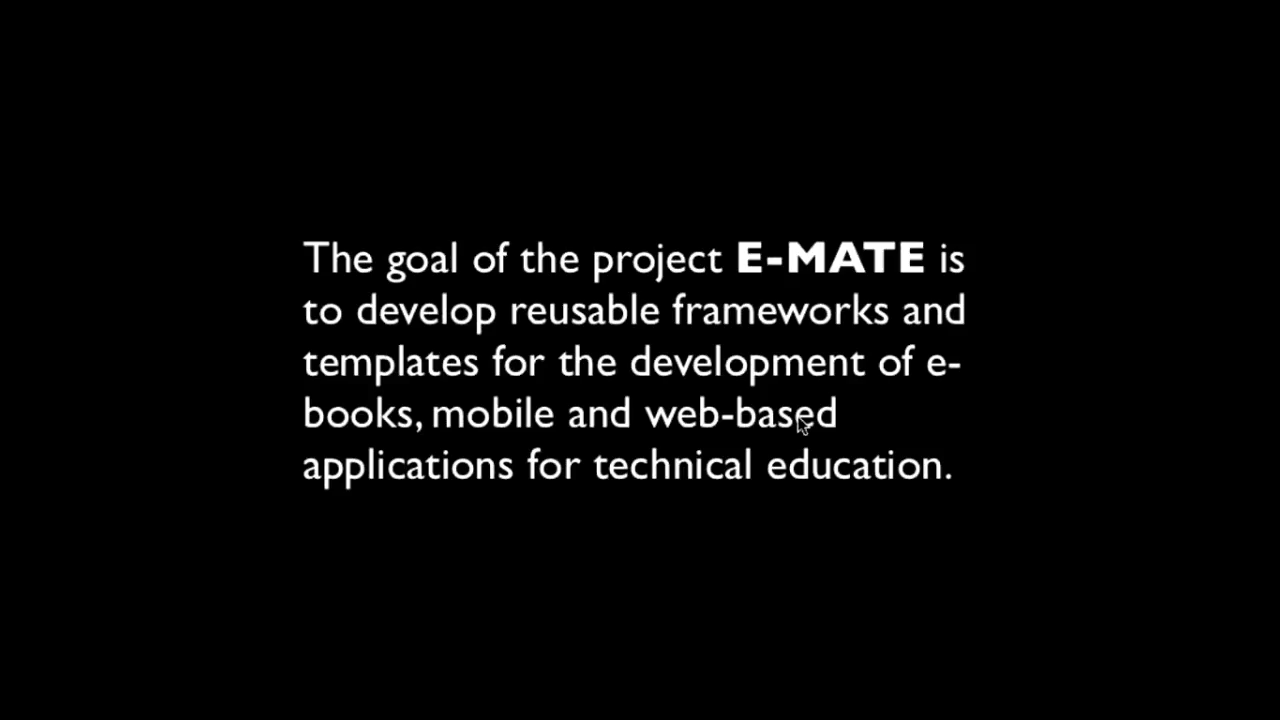 The goal of the project E-MATE is
to develop reusable frameworks and
templates for the development of e-
books, mobile and web-based
applications for technical education.